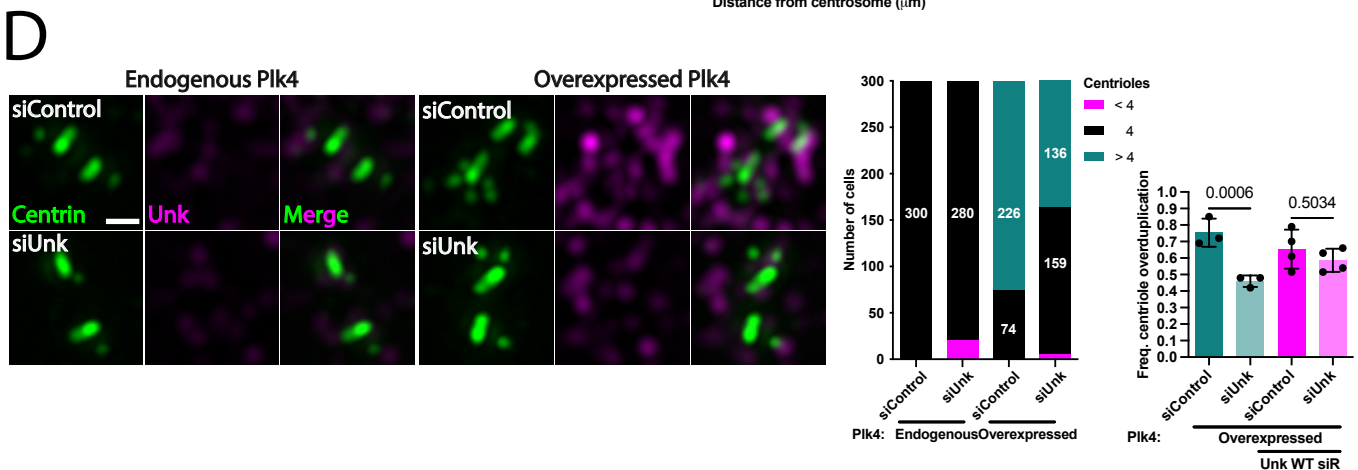 Distance from centrosome (μm)
D
Endogenous Plk4
Overexpressed Plk4
siControl
siControl
Centrin
Unk
Merge
siUnk
siUnk
300
250
200
150
100
50
0
Number of cells
300
280
226
74
136
159
siControl
siUnk
siControl
siUnk
Plk4: Endogenous Overexpressed
Centrioles
< 4
4
> 4
Freq. centriole overduplication
1.0
0.9
0.8
0.7
0.6
0.5
0.4
0.3
0.2
0.1
0.0
0.0006
0.5034
siControl
siUnk
siControl
siUnk
Plk4:
Overexpressed
Unk WT siR